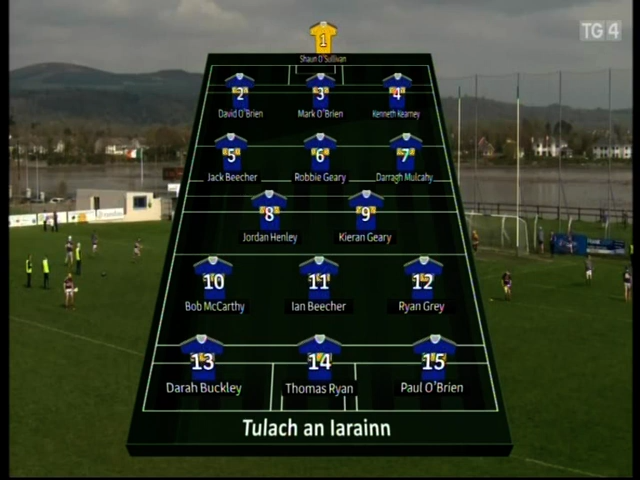 TG4
1
Shaun O'Sullivan
2 3 4
David O'Brien Mark O'Brien Kenneth Kearney
5 6 7
Jack Beecher Robbie Geary Darragh Mulcahy
8 9
Jordan Henley Kieran Geary
10 11 12
Bob McCarthy Ian Beecher Ryan Grey
13 14 15
Darah Buckley Thomas Ryan Paul O'Brien
Tulach an Iarainn